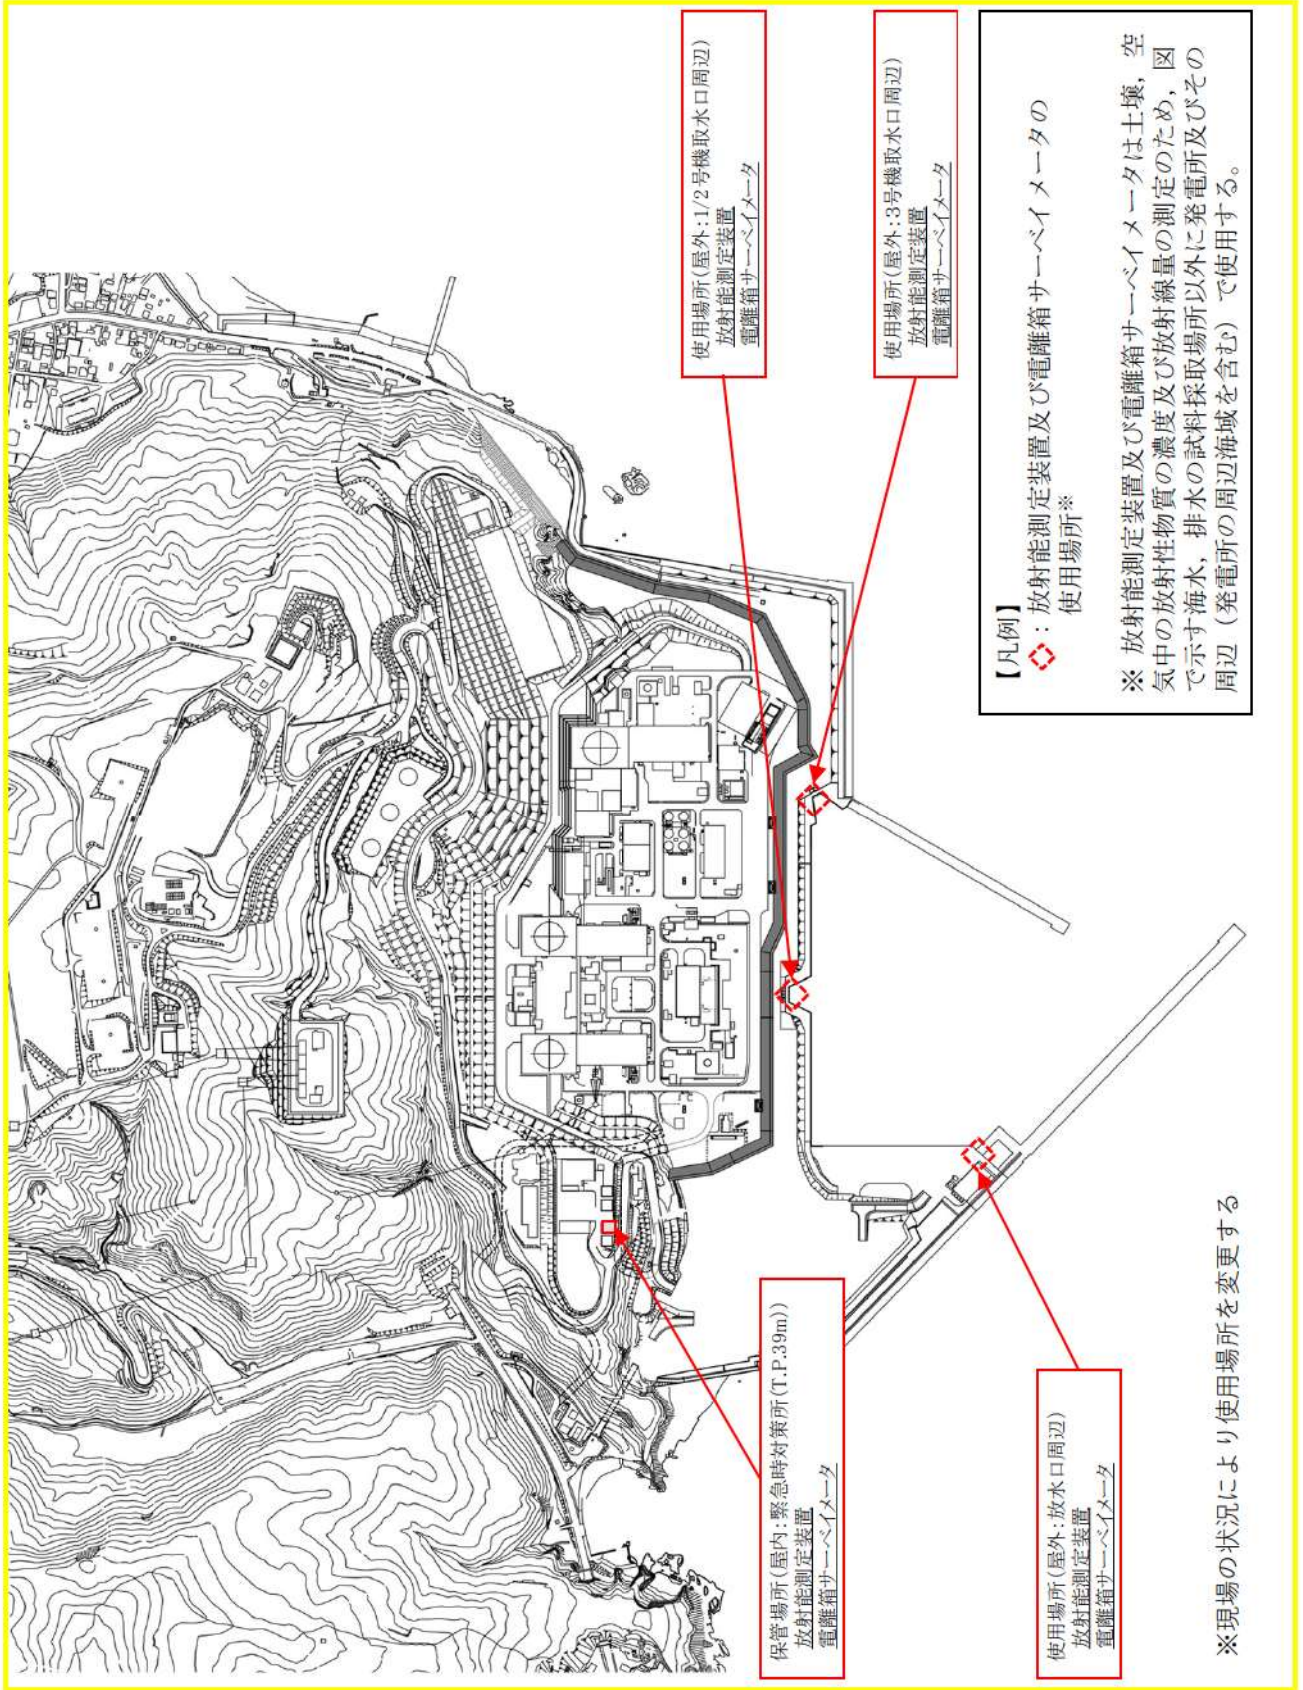 保管場所(屋内:緊急時対策所(T.P.39m))
放射能測定装置
電離箱サーベイメータ
使用場所(屋外:放水口周辺)
放射能測定装置
電離箱サーベイメータ
使用場所(屋外:1/2号機取水口周辺)
放射能測定装置
電離箱サーベイメータ
使用場所(屋外:3号機取水口周辺)
放射能測定装置
電離箱サーベイメータ
【凡例】
:放射能測定装置及び電離箱サーベイメータの
使用場所※
※ 放射能測定装置及び電離箱サーベイメータは土壌,空
気中の放射性物質の濃度及び放射線量の測定のため,図
で示す海水,排水の試料採取場所以外に発電所及びその
周辺(発電所の周辺海域を含む)で使用する。
※現場の状況により使用場所を変更する